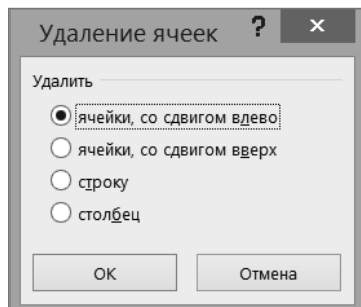 Удаление ячеек ? ×
Удалить
ячейки, со сдвигом влево
ячейки, со сдвигом вверх
строку
столбец
ОК Отмена